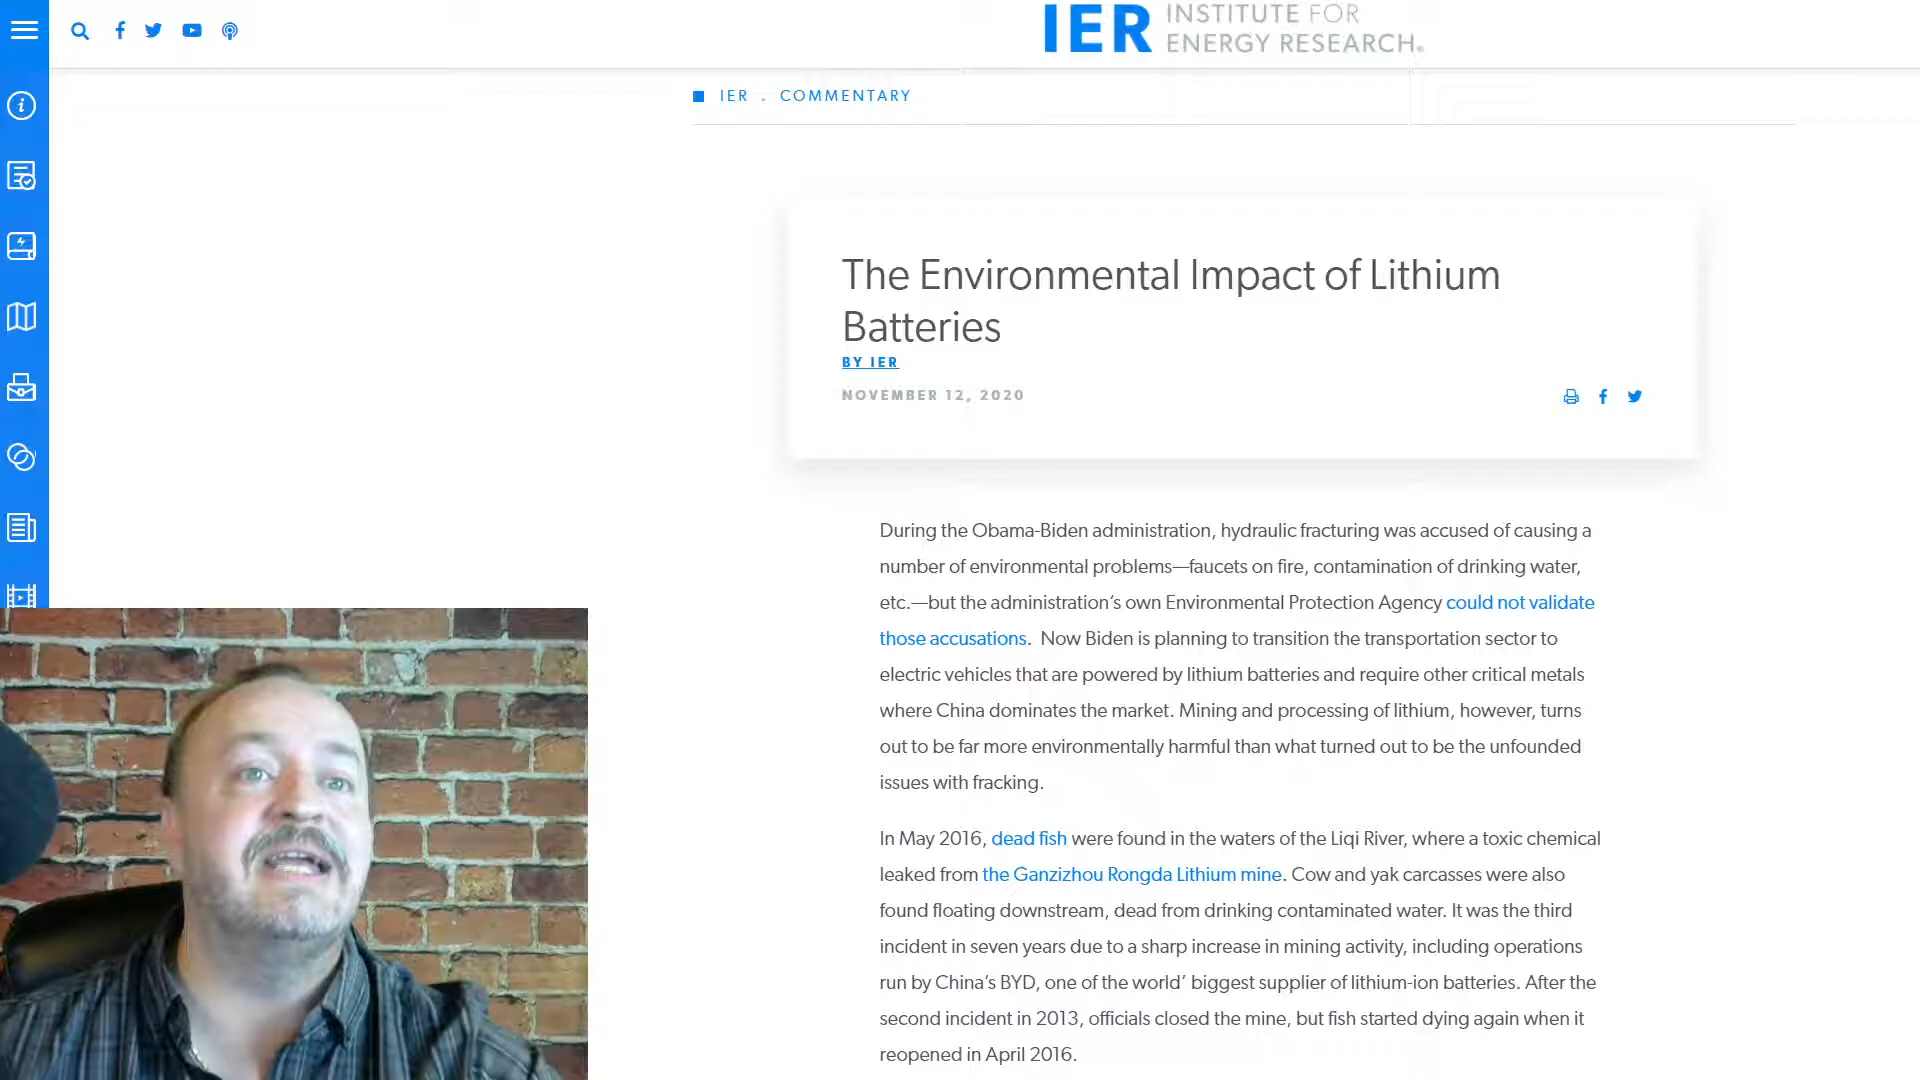 IER INSTITUTE FOR
ENERGY RESEARCH®
IER . COMMENTARY
The Environmental Impact of Lithium
Batteries
BY IER
NOVEMBER 12, 2020
During the Obama-Biden administration, hydraulic fracturing was accused of causing a
number of environmental problems—faucets on fire, contamination of drinking water,
etc.—but the administration's own Environmental Protection Agency could not validate
those accusations.  Now Biden is planning to transition the transportation sector to
electric vehicles that are powered by lithium batteries and require other critical metals
where China dominates the market. Mining and processing of lithium, however, turns
out to be far more environmentally harmful than what turned out to be the unfounded
issues with fracking.
In May 2016, dead fish were found in the waters of the Liqi River, where a toxic chemical
leaked from the Ganzizhou Rongda Lithium mine. Cow and yak carcasses were also
found floating downstream, dead from drinking contaminated water. It was the third
incident in seven years due to a sharp increase in mining activity, including operations
run by China's BYD, one of the world' biggest supplier of lithium-ion batteries. After the
second incident in 2013, officials closed the mine, but fish started dying again when it
reopened in April 2016.